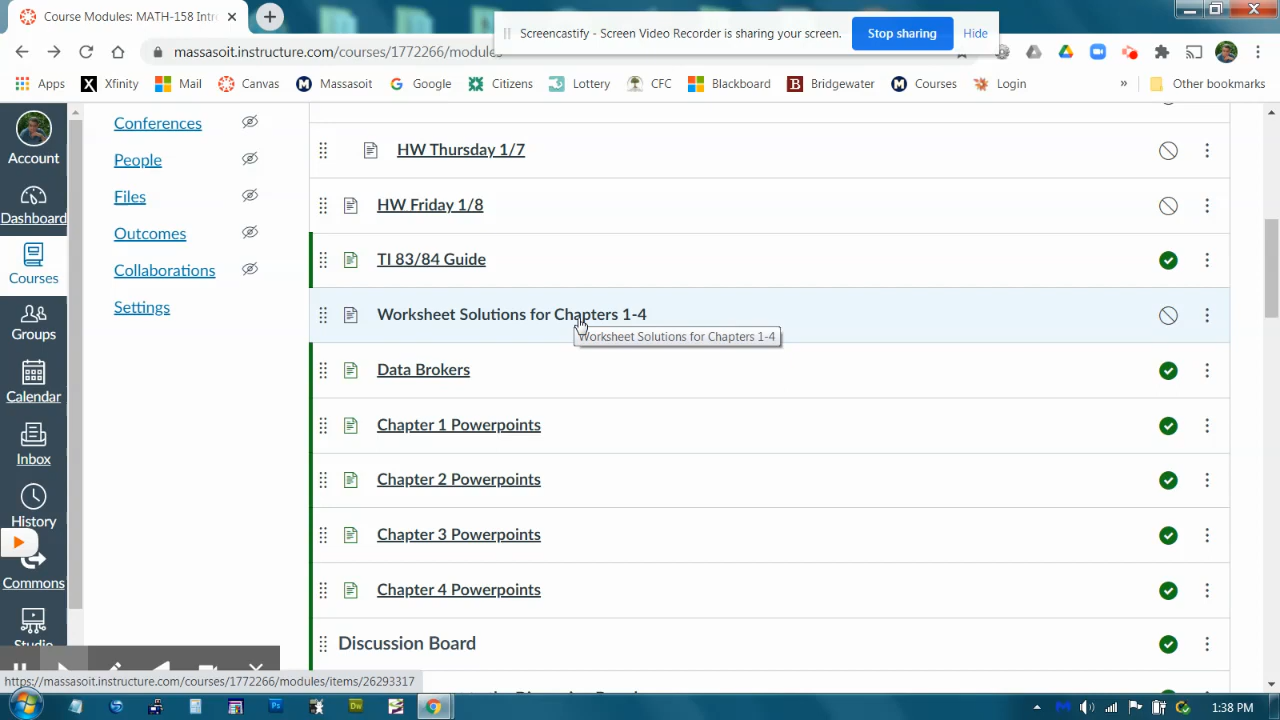 Course Modules: MATH-158 Intr
Screencastify - Screen Video Recorder is sharing your screen.
Stop sharing
Hide
massasoit.instructure.com/courses/1772266/module
Apps
Xfinity
Mail
Canvas
Massasoit
Google
Citizens
Lottery
CFC
Blackboard
Bridgewater
Courses
Login
»
Other bookmarks
Account
Dashboard
Courses
Groups
Calendar
Inbox
History
Commons
Studio
Conferences
People
Files
Outcomes
Collaborations
Settings
HW Thursday 1/7
HW Friday 1/8
TI 83/84 Guide
Worksheet Solutions for Chapters 1-4
Worksheet Solutions for Chapters 1-4
Data Brokers
Chapter 1 Powerpoints
Chapter 2 Powerpoints
Chapter 3 Powerpoints
Chapter 4 Powerpoints
Discussion Board
https://massasoit.instructure.com/courses/1772266/modules/items/26293317
1:38 PM